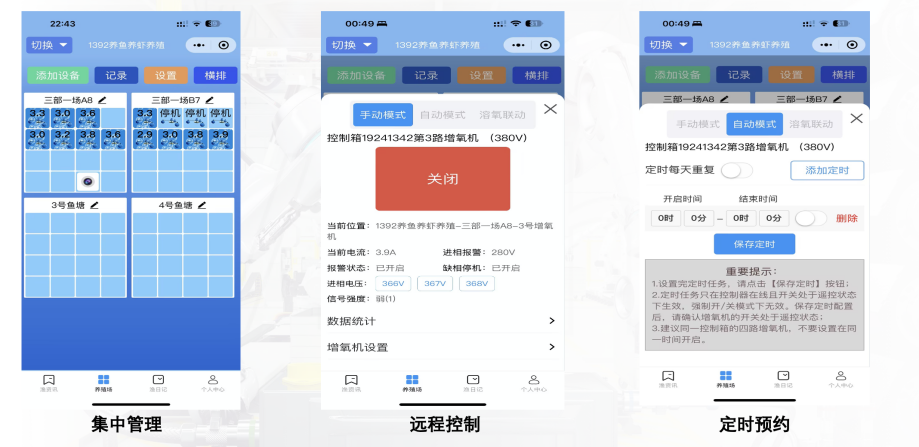 22:43
切换
1392养鱼养虾养殖
添加设备
记录
设置
横排
三部一场A8
三部一场B7
3.3 3.0 3.6
3.3 停机 停机 停机
3.0 3.2 3.8 3.6
2.9 3.0 3.8 3.9
3号鱼塘
4号鱼塘
渔资讯
养殖场
渔日记
个人中心
集中管理
00:49
切换
1392养鱼养虾养殖
添加设备
记录
设置
横排
手动模式
自动模式
溶氧联动
控制箱19241342第3路增氧机 （380V）
关闭
当前位置：1392养鱼养虾养殖-三部一场A8-3号增氧
机
当前电流：3.9A 进相报警：280V
报警状态：已开启 缺相停机：已开启
进相电压：366V 367V 368V
信号强度：弱(1)
数据统计
增氧机设置
渔资讯
养殖场
渔日记
个人中心
远程控制
00:49
切换
1392养鱼养虾养殖
添加设备
记录
设置
横排
三部一场A8
三部一场B7
手动模式
自动模式
溶氧联动
控制箱19241342第3路增氧机 （380V）
定时每天重复
添加定时
开启时间 结束时间
0时 0分 – 0时 0分 删除
保存定时
重要提示：
1.设置完定时任务，请点击【保存定时】按钮；
2.定时任务只在控制器在线且开关处于遥控状态
下生效，强制开/关模式下无效。保存定时配置
后，请确认增氧机的开关处于遥控状态；
3.建议同一控制箱的四路增氧机，不要设置在同
一时间开启。
渔资讯
养殖场
渔日记
个人中心
定时预约